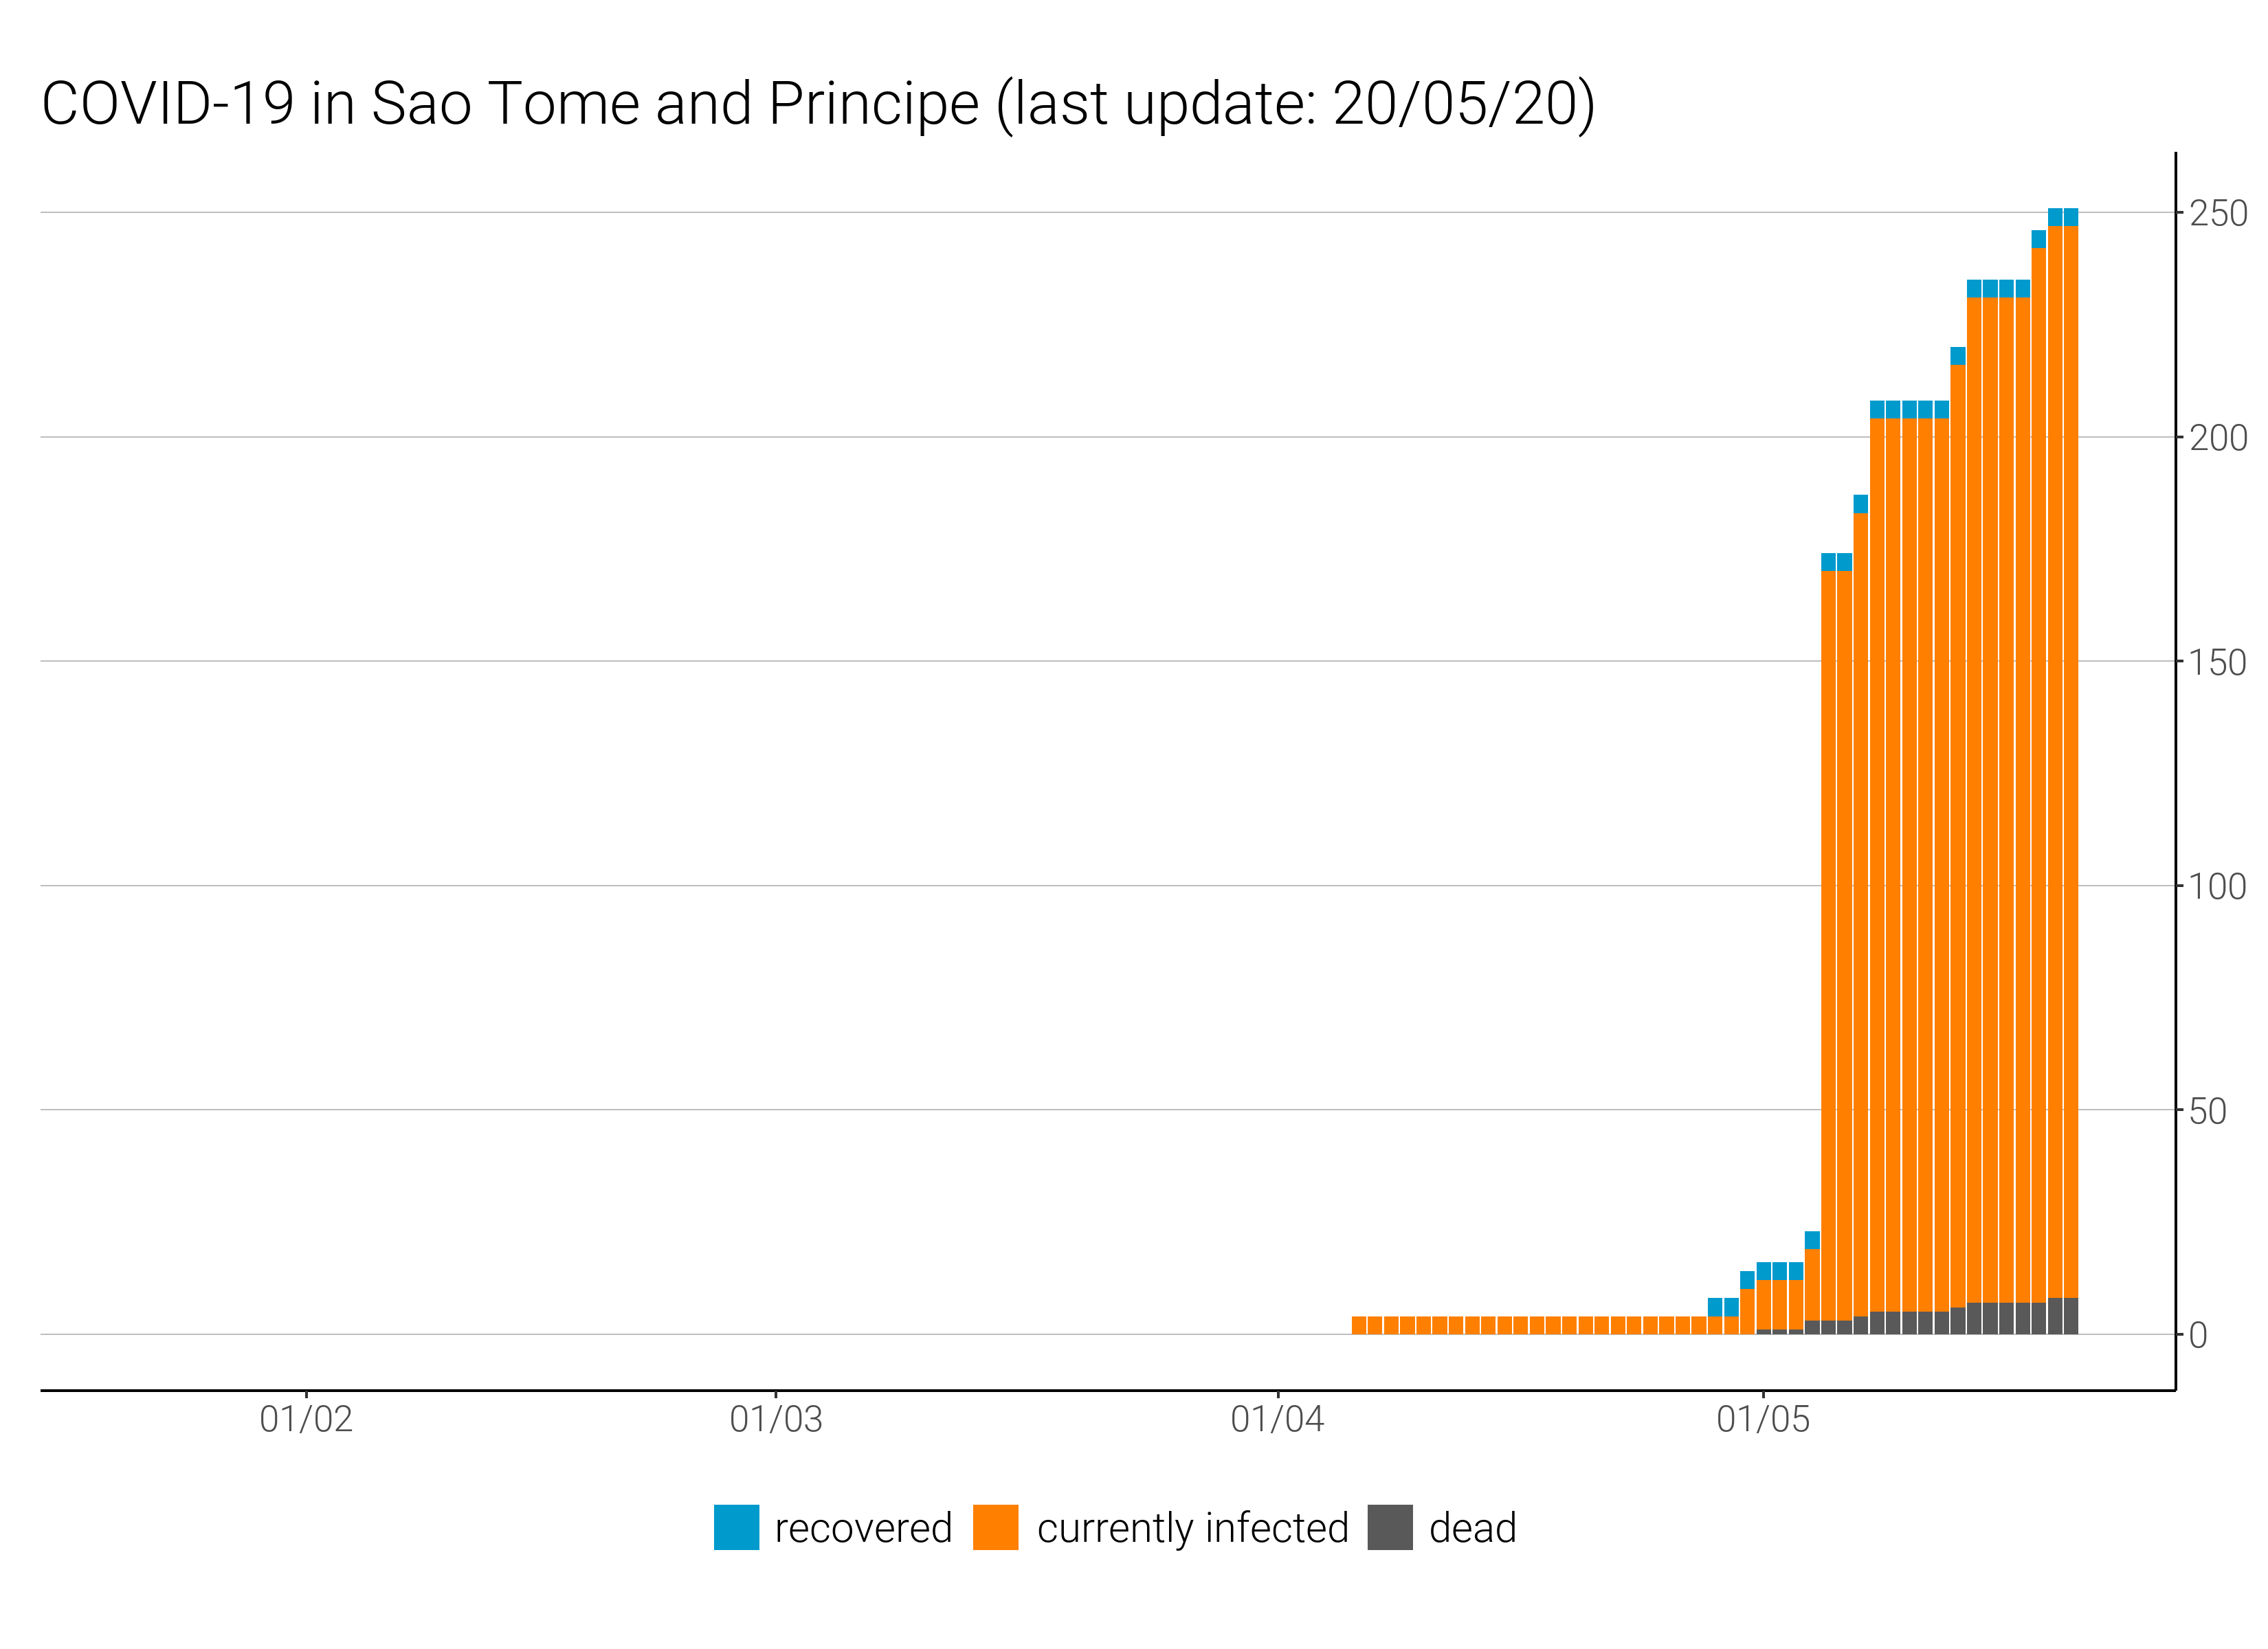 COVID-19 in Sao Tome and Principe (last update: 20/05/20)
250
200
150
100
50
0
01/02 01/03 01/04 01/05
recovered currently infected dead